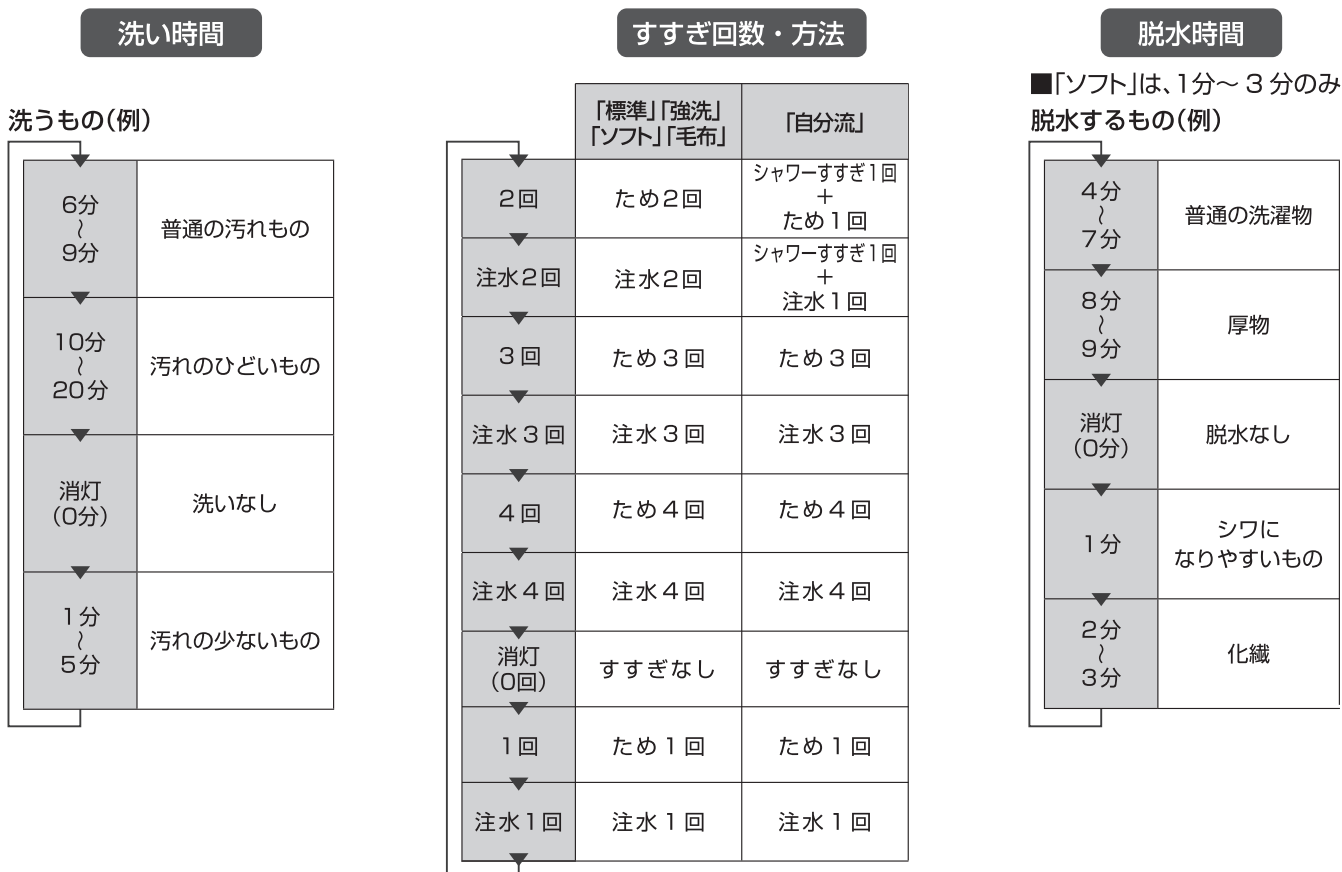 洗い時間
洗うもの(例)
6分
〜
9分
普通の汚れもの
10分
〜
20分
汚れのひどいもの
消灯
(0分)
洗いなし
1分
〜
5分
汚れの少ないもの
すすぎ回数・方法
「標準」「強洗」
「ソフト」「毛布」
「自分流」
2回
ため2回
シャワーすすぎ1回
+
ため1回
注水2回
注水2回
シャワーすすぎ1回
+
注水1回
3回
ため3回
ため3回
注水3回
注水3回
注水3回
4回
ため4回
ため4回
注水4回
注水4回
注水4回
消灯
(0回)
すすぎなし
すすぎなし
1回
ため1回
ため1回
注水1回
注水1回
注水1回
脱水時間
■「ソフト」は、1分〜3分のみ
脱水するもの(例)
4分
〜
7分
普通の洗濯物
8分
〜
9分
厚物
消灯
(0分)
脱水なし
1分
シワに
なりやすいもの
2分
〜
3分
化繊